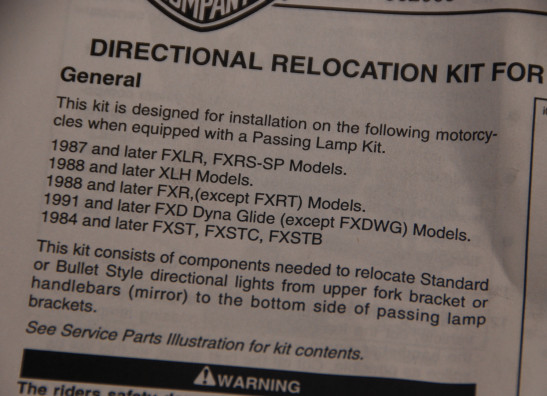 COMPANY
DIRECTIONAL RELOCATION KIT FOR
General
This kit is designed for installation on the following motorcy-
cles when equipped with a Passing Lamp Kit.
1987 and later FXLR, FXRS-SP Models.
1988 and later XLH Models.
1988 and later FXR,(except FXRT) Models.
1991 and later FXD Dyna Glide (except FXDWG) Models.
1984 and later FXST, FXSTC, FXSTB
This kit consists of components needed to relocate Standard
or Bullet Style directional lights from upper fork bracket or
handlebars (mirror) to the bottom side of passing lamp
brackets.
See Service Parts Illustration for kit contents.
WARNING
The riders safety